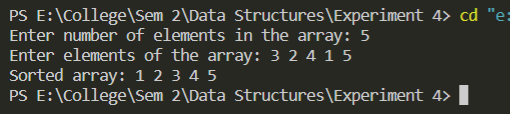 PS E:\College\Sem 2\Data Structures\Experiment 4> cd "e:
Enter number of elements in the array: 5
Enter elements of the array: 3 2 4 1 5
Sorted array: 1 2 3 4 5
PS E:\College\Sem 2\Data Structures\Experiment 4>